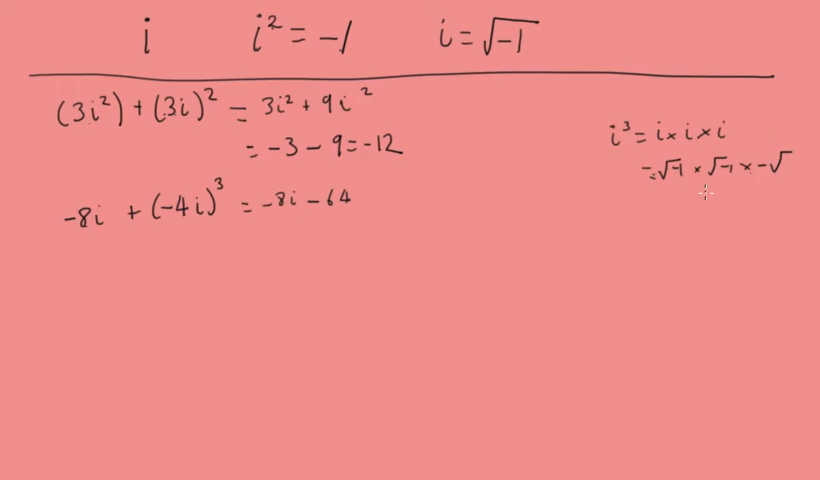 i i² = -1 i = √-1
(3i²) + (3i)² = 3i² + 9i²
= -3 - 9 = -12
i³ = i × i × i
= √-1 × √-1 × -√
-8i + (-4i)³ = -8i - 64